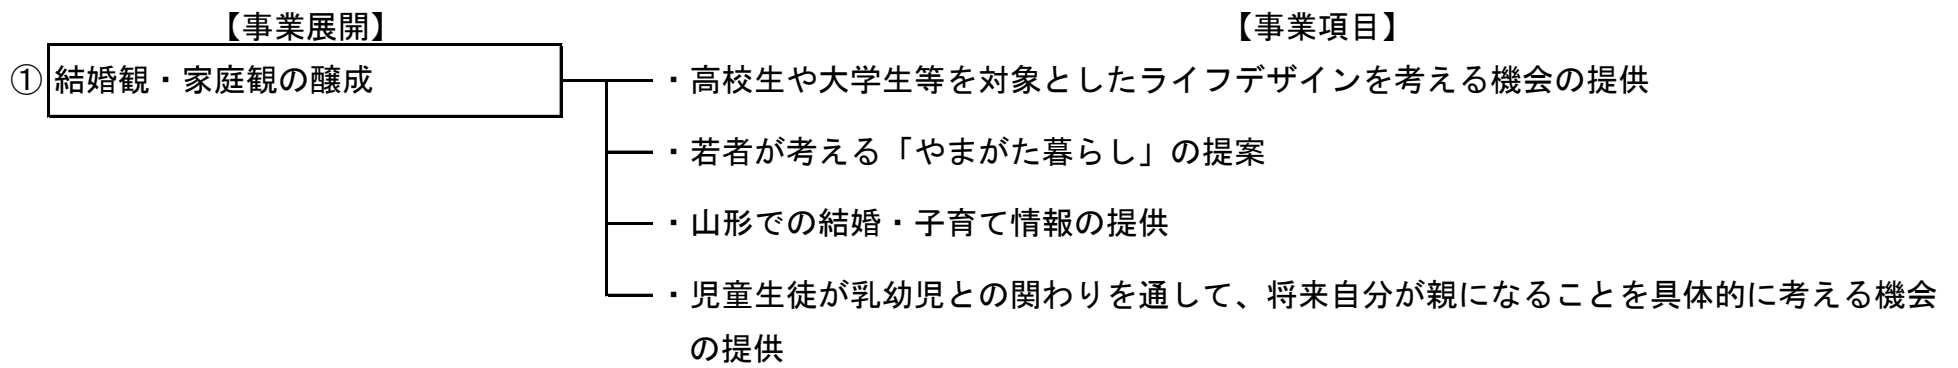 【事業展開】 【事業項目】
① 結婚観・家庭観の醸成 ・高校生や大学生等を対象としたライフデザインを考える機会の提供
・若者が考える「やまがた暮らし」の提案
・山形での結婚・子育て情報の提供
・児童生徒が乳幼児との関わりを通して、将来自分が親になることを具体的に考える機会
の提供